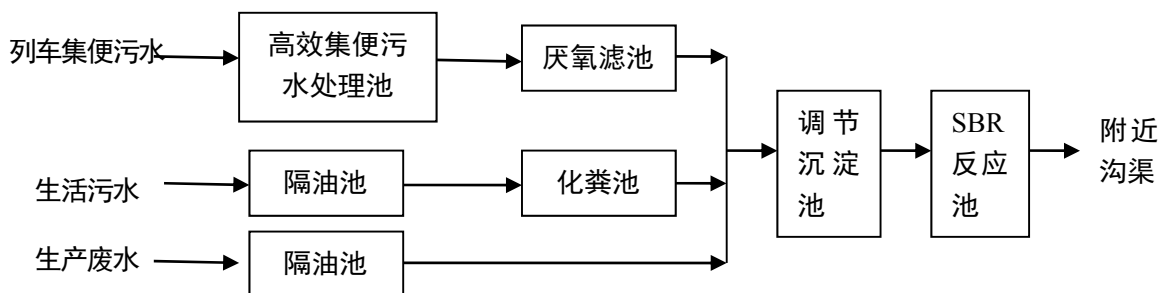 列车集便污水
高效集便污
水处理池
厌氧滤池
调节
沉淀
池
SBR
反应
池
附近
沟渠
生活污水
隔油池
化粪池
生产废水
隔油池